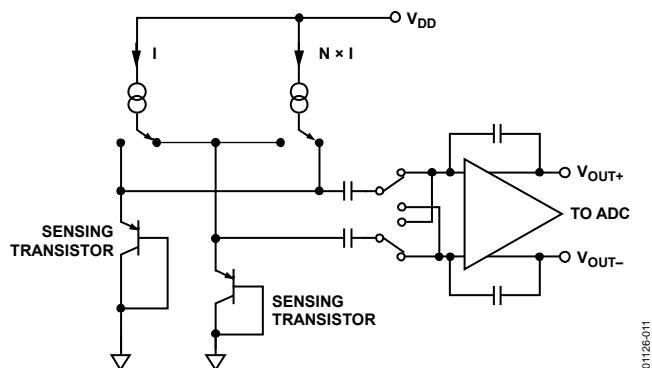 V_DD
I
N × I
V_OUT+
TO ADC
V_OUT–
SENSING
TRANSISTOR
SENSING
TRANSISTOR
01126-011